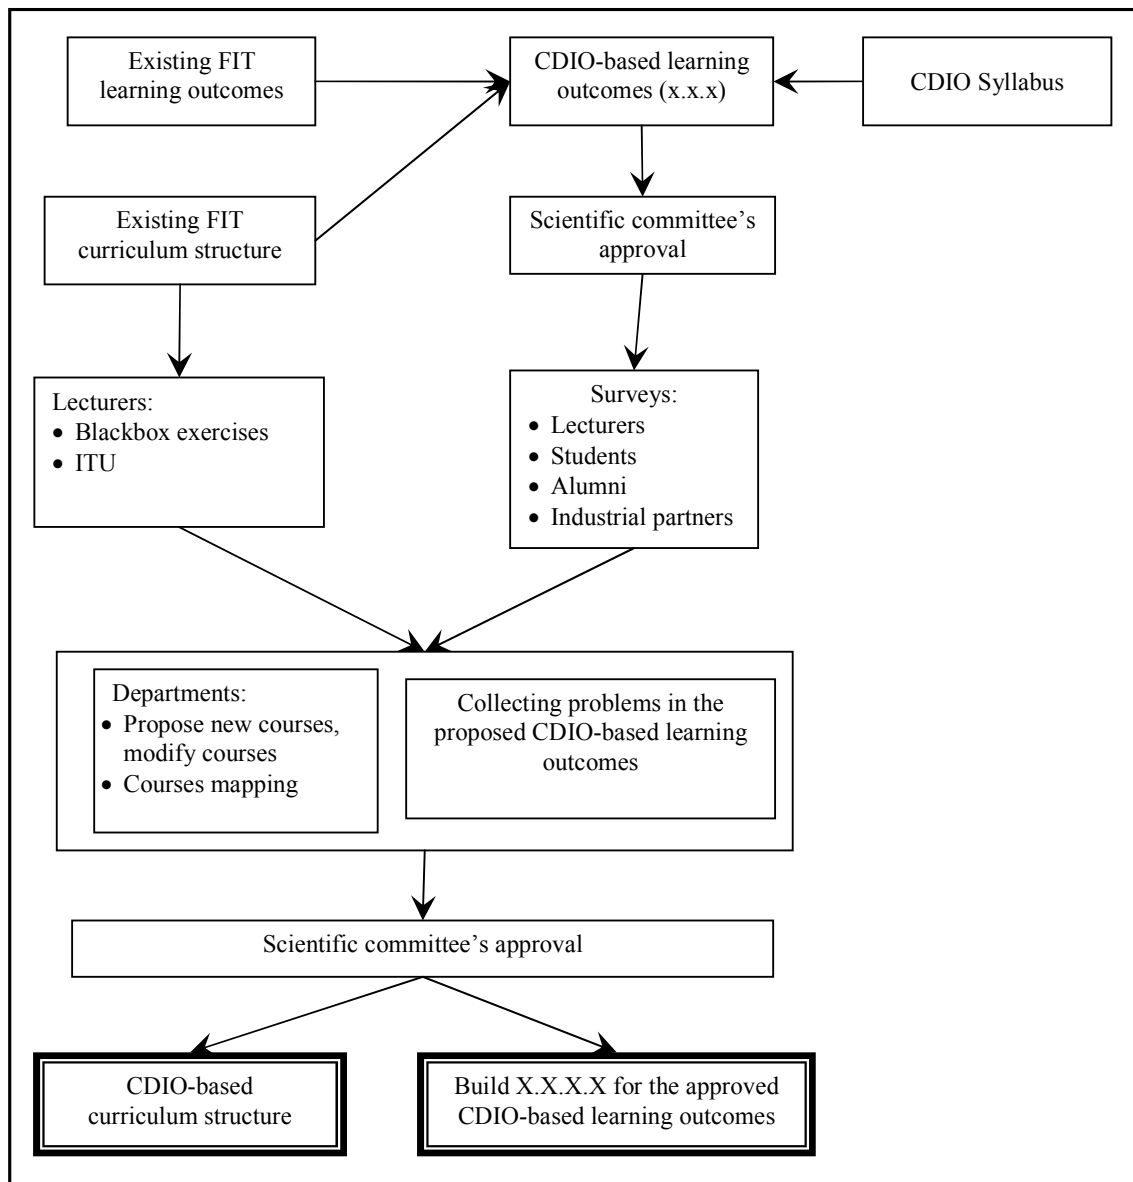 Existing FIT
learning outcomes
CDIO-based learning
outcomes (x.x.x)
CDIO Syllabus
Existing FIT
curriculum structure
Scientific committee’s
approval
Lecturers:
• Blackbox exercises
• ITU
Surveys:
• Lecturers
• Students
• Alumni
• Industrial partners
Departments:
• Propose new courses,
modify courses
• Courses mapping
Collecting problems in the
proposed CDIO-based learning
outcomes
Scientific committee’s approval
CDIO-based
curriculum structure
Build X.X.X.X for the approved
CDIO-based learning outcomes